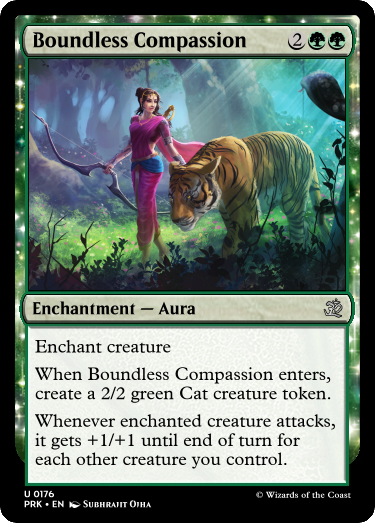 Boundless Compassion 2
Enchantment — Aura
Enchant creature
When Boundless Compassion enters,
create a 2/2 green Cat creature token.
Whenever enchanted creature attacks,
it gets +1/+1 until end of turn for
each other creature you control.
U 0176
PRK • EN Subhrajit Ojha
© Wizards of the Coast